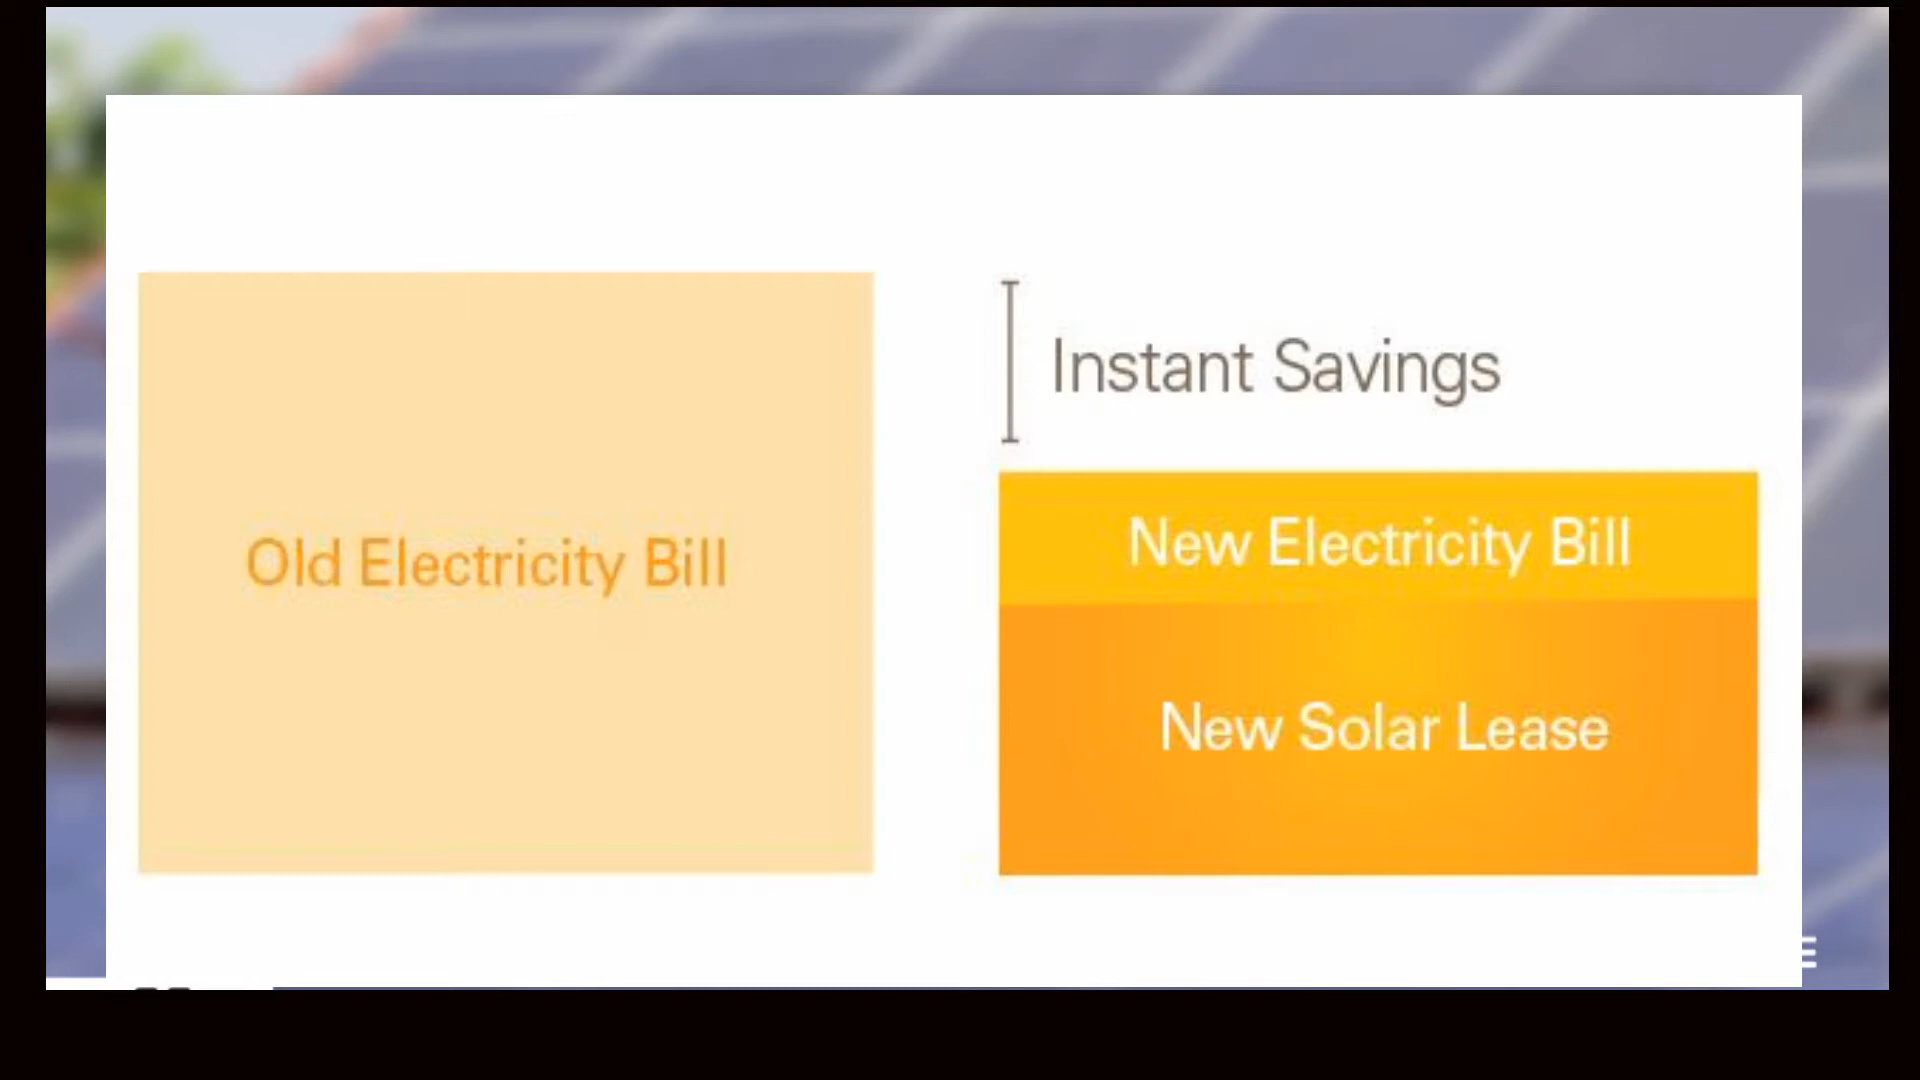 Old Electricity Bill
Instant Savings
New Electricity Bill
New Solar Lease